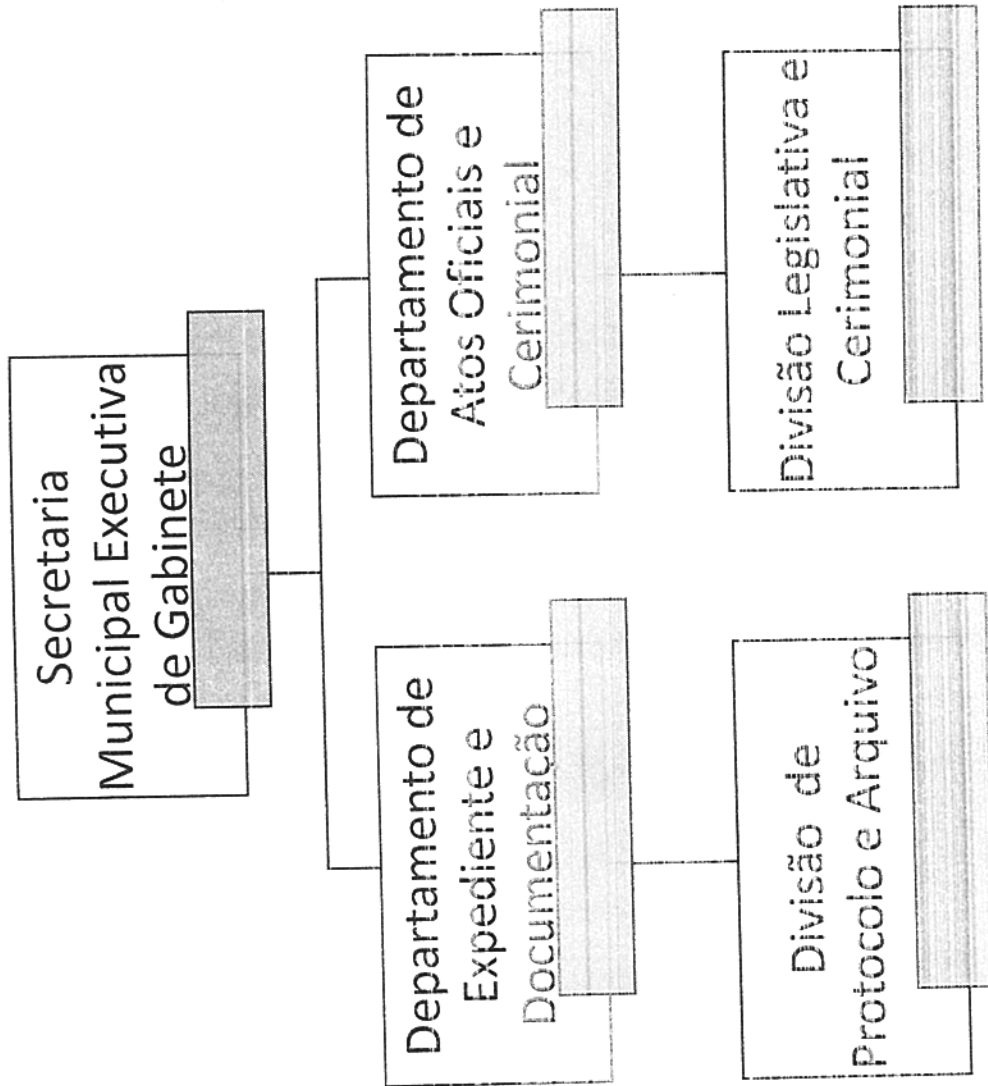 Secretaria
Municipal Executiva
de Gabinete
Departamento de
Expediente e
Documentação
Departamento de
Atos Oficiais e
Cerimonial
Divisão de
Protocolo e Arquivo
Divisão Legislativa e
Cerimonial